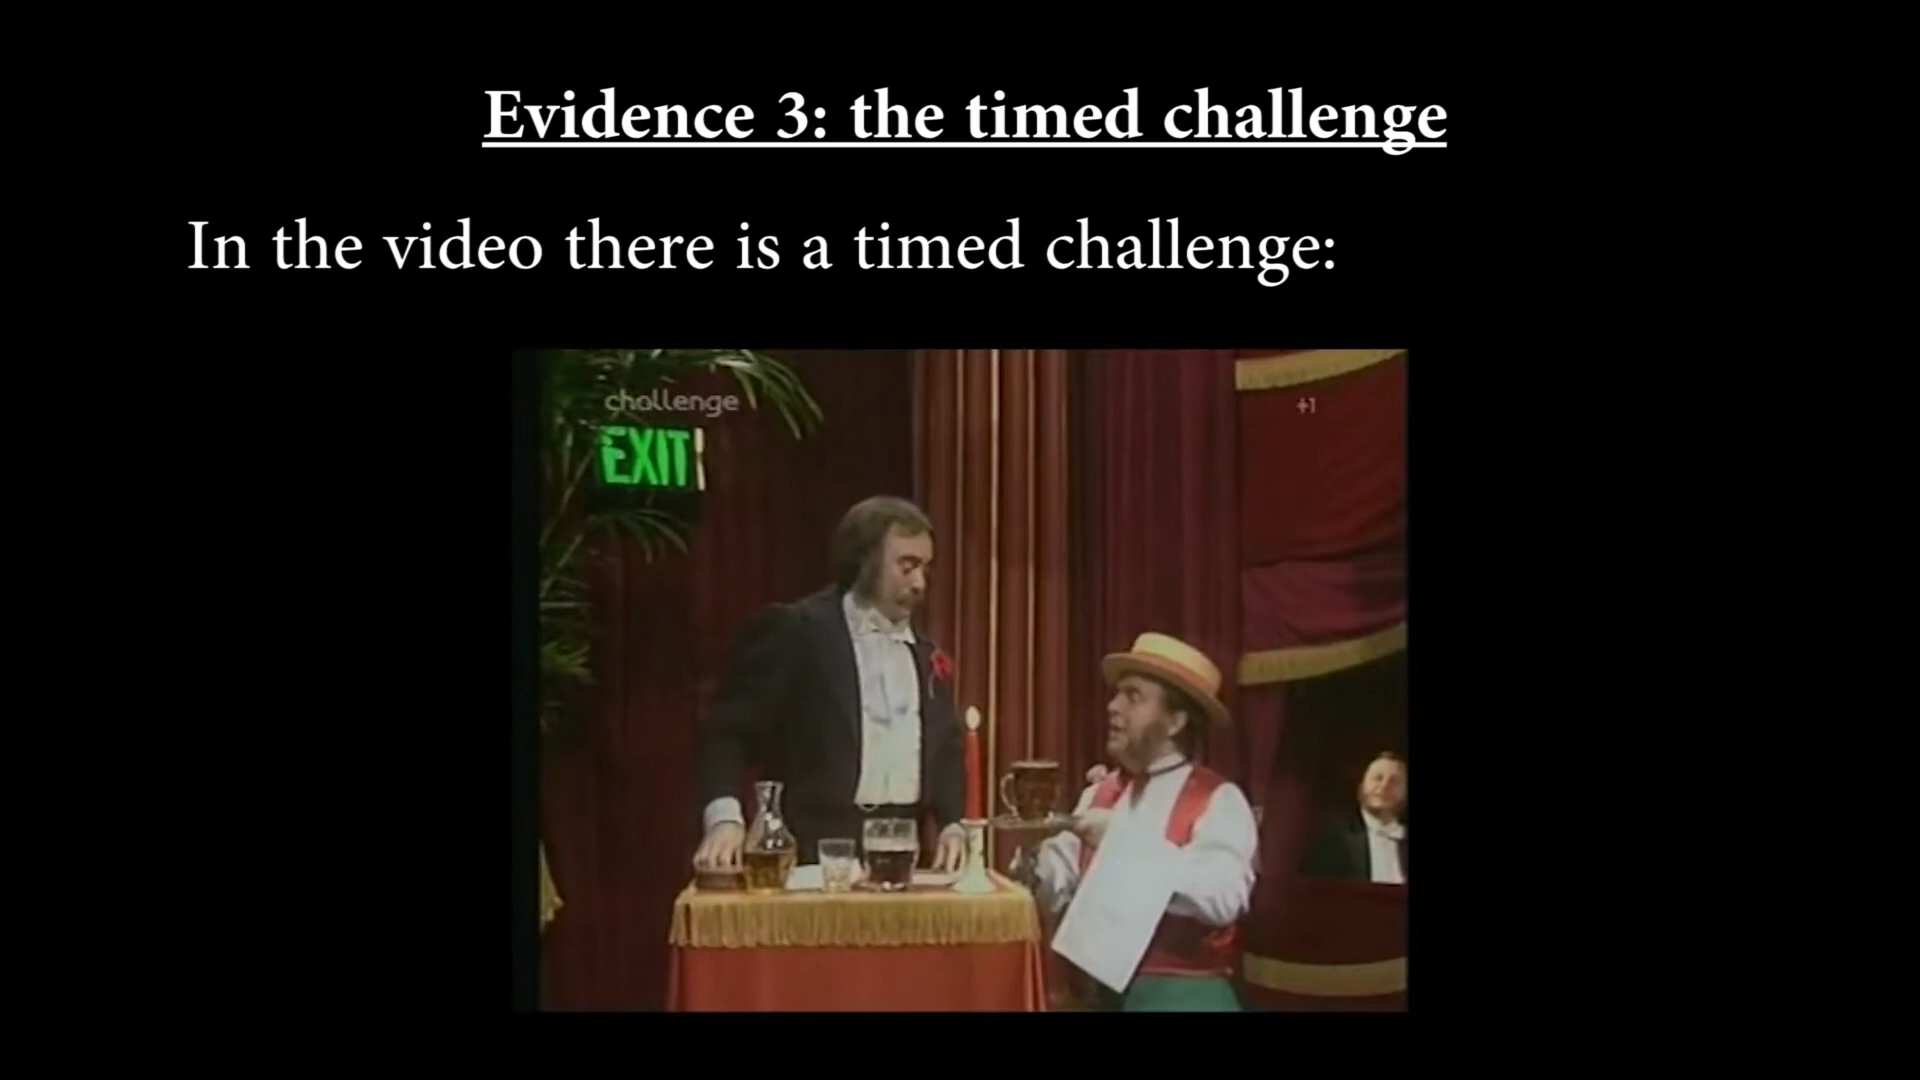 Evidence 3: the timed challenge
In the video there is a timed challenge:
challenge
+1
EXIT